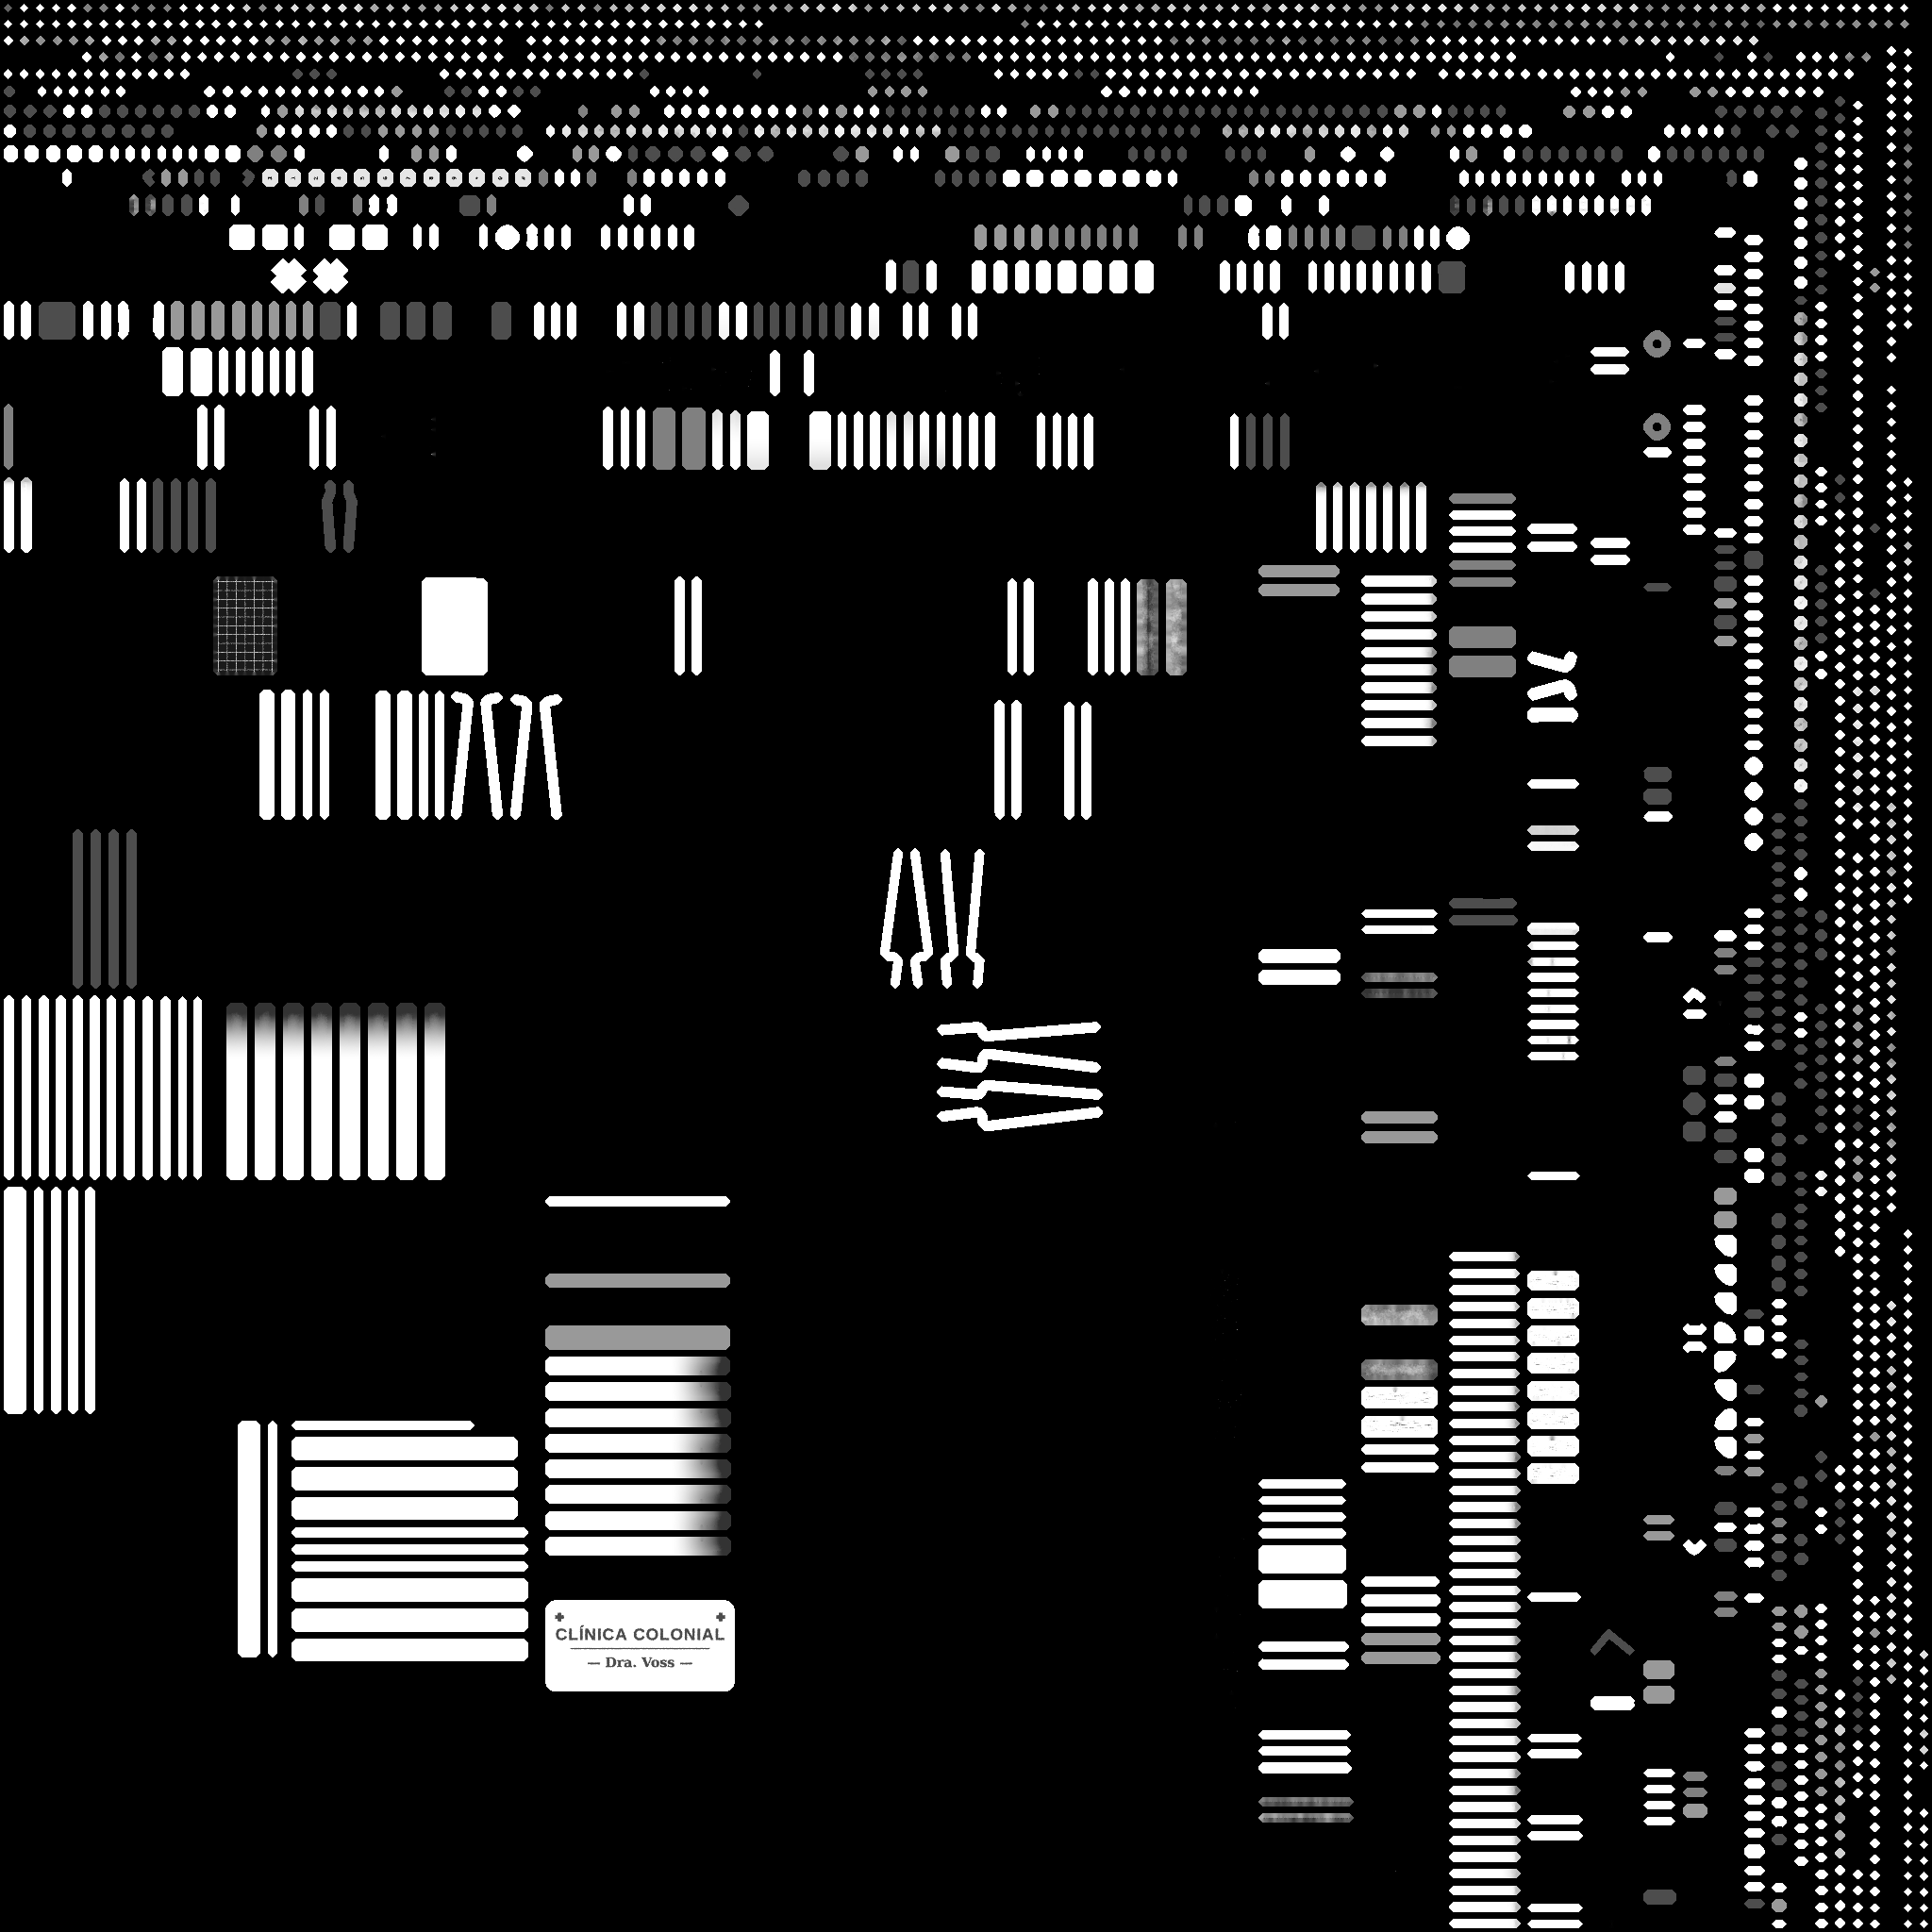 CLÍNICA COLONIAL
— Dra. Voss —